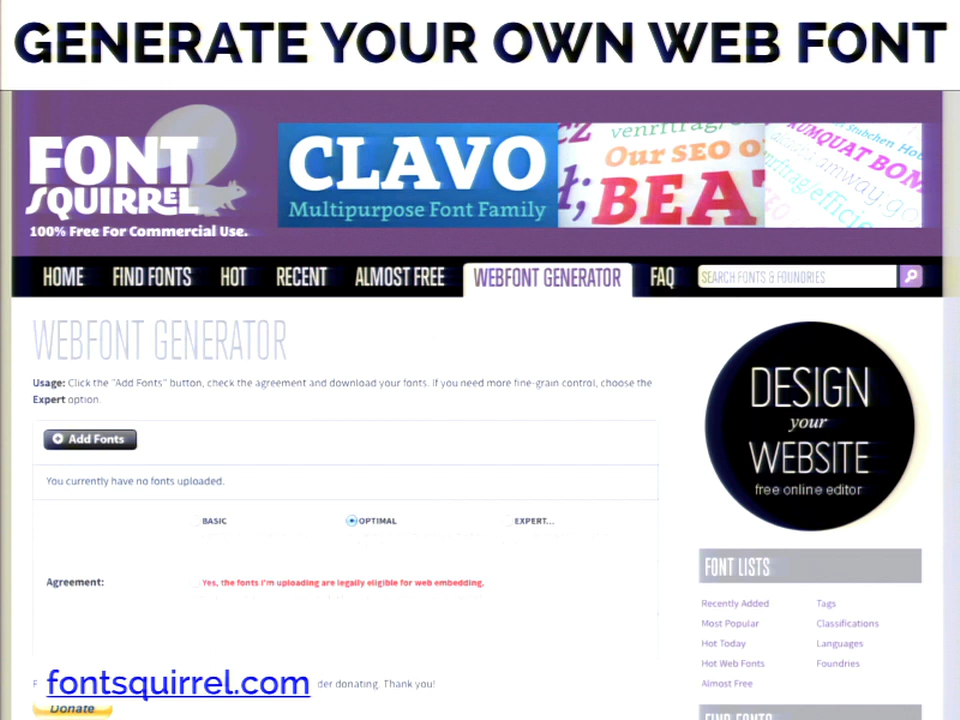 GENERATE YOUR OWN WEB FONT
FONT
SQUIRREL
100% Free For Commercial Use.
CLAVO
Multipurpose Font Family
Our SEO
BEA
KUMQUAT BON
HOME FIND FONTS HOT RECENT ALMOST FREE WEBFONT GENERATOR FAQ SEARCH FONTS & FOUNDRIES
WEBFONT GENERATOR
Usage: Click the "Add Fonts" button, check the agreement and download your fonts. If you need more fine-grain control, choose the
Expert option.
Add Fonts
You currently have no fonts uploaded.
BASIC OPTIMAL EXPERT...
Agreement: Yes, the fonts I'm uploading are legally eligible for web embedding.
DESIGN
your
WEBSITE
free online editor
FONT LISTS
Recently Added Tags
Most Popular Classifications
Hot Today Languages
Hot Web Fonts Foundries
Almost Free
fontsquirrel.com
der donating. Thank you!
Donate
FIND FONTS